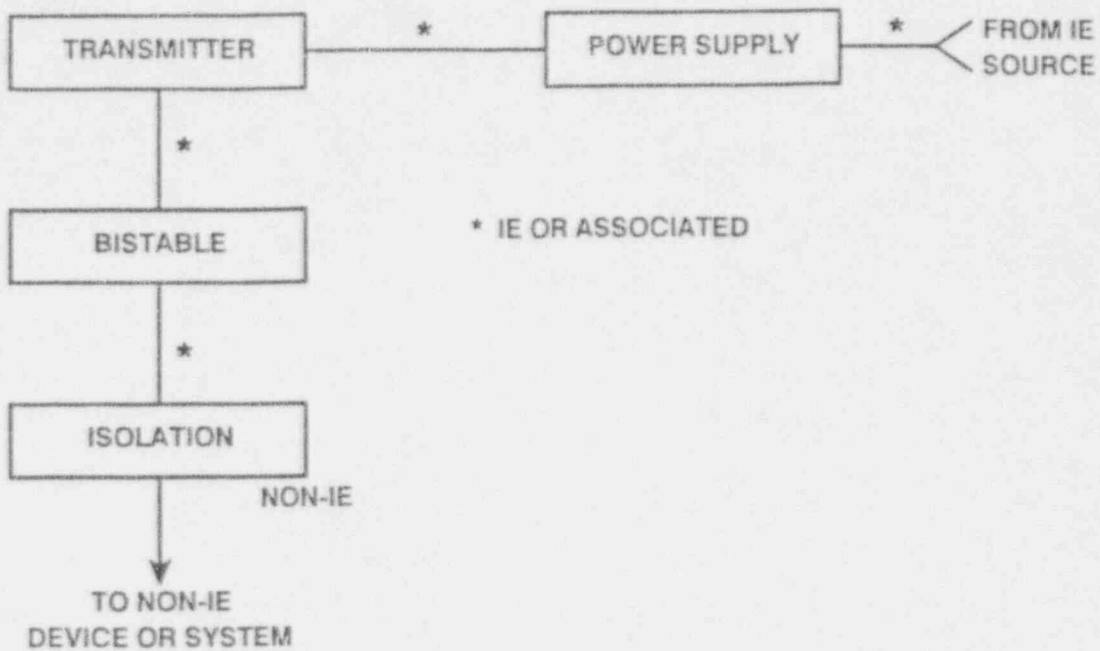 TRANSMITTER
*
POWER SUPPLY
*
FROM IE
SOURCE
*
BISTABLE
* IE OR ASSOCIATED
*
ISOLATION
NON-IE
TO NON-IE
DEVICE OR SYSTEM